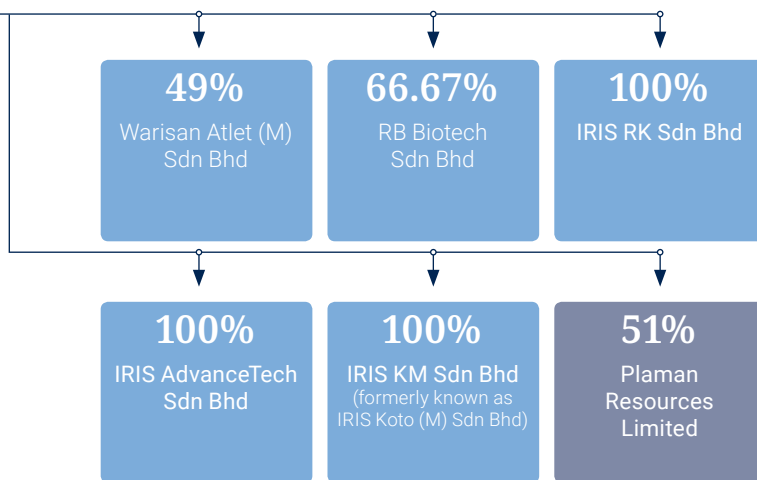 49%
Warisan Atlet (M)
Sdn Bhd
66.67%
RB Biotech
Sdn Bhd
100%
IRIS RK Sdn Bhd
100%
IRIS AdvanceTech
Sdn Bhd
100%
IRIS KM Sdn Bhd
(formerly known as
IRIS Koto (M) Sdn Bhd)
51%
Plaman
Resources
Limited